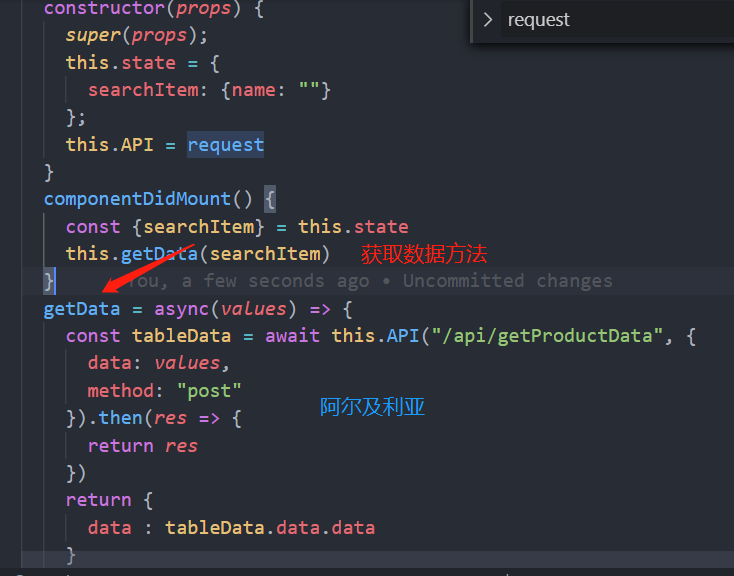 constructor(props) {
request
super(props);
this.state = {
searchItem: {name: ""}
};
this.API = request
}
componentDidMount() {
const {searchItem} = this.state
this.getData(searchItem) 获取数据方法
} You, a few seconds ago • Uncommitted changes
getData = async(values) => {
const tableData = await this.API("/api/getProductData", {
data: values,
method: "post"
阿尔及利亚
}).then(res => {
return res
})
return {
data : tableData.data.data
}